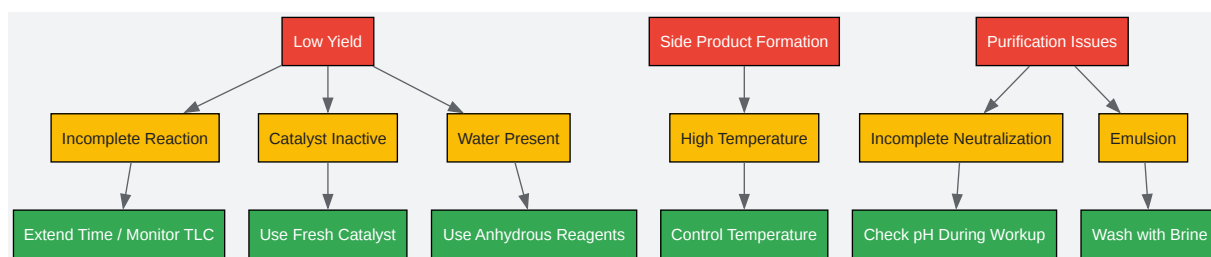 Low Yield
Side Product Formation
Purification Issues
Incomplete Reaction
Catalyst Inactive
Water Present
High Temperature
Incomplete Neutralization
Emulsion
Extend Time / Monitor TLC
Use Fresh Catalyst
Use Anhydrous Reagents
Control Temperature
Check pH During Workup
Wash with Brine